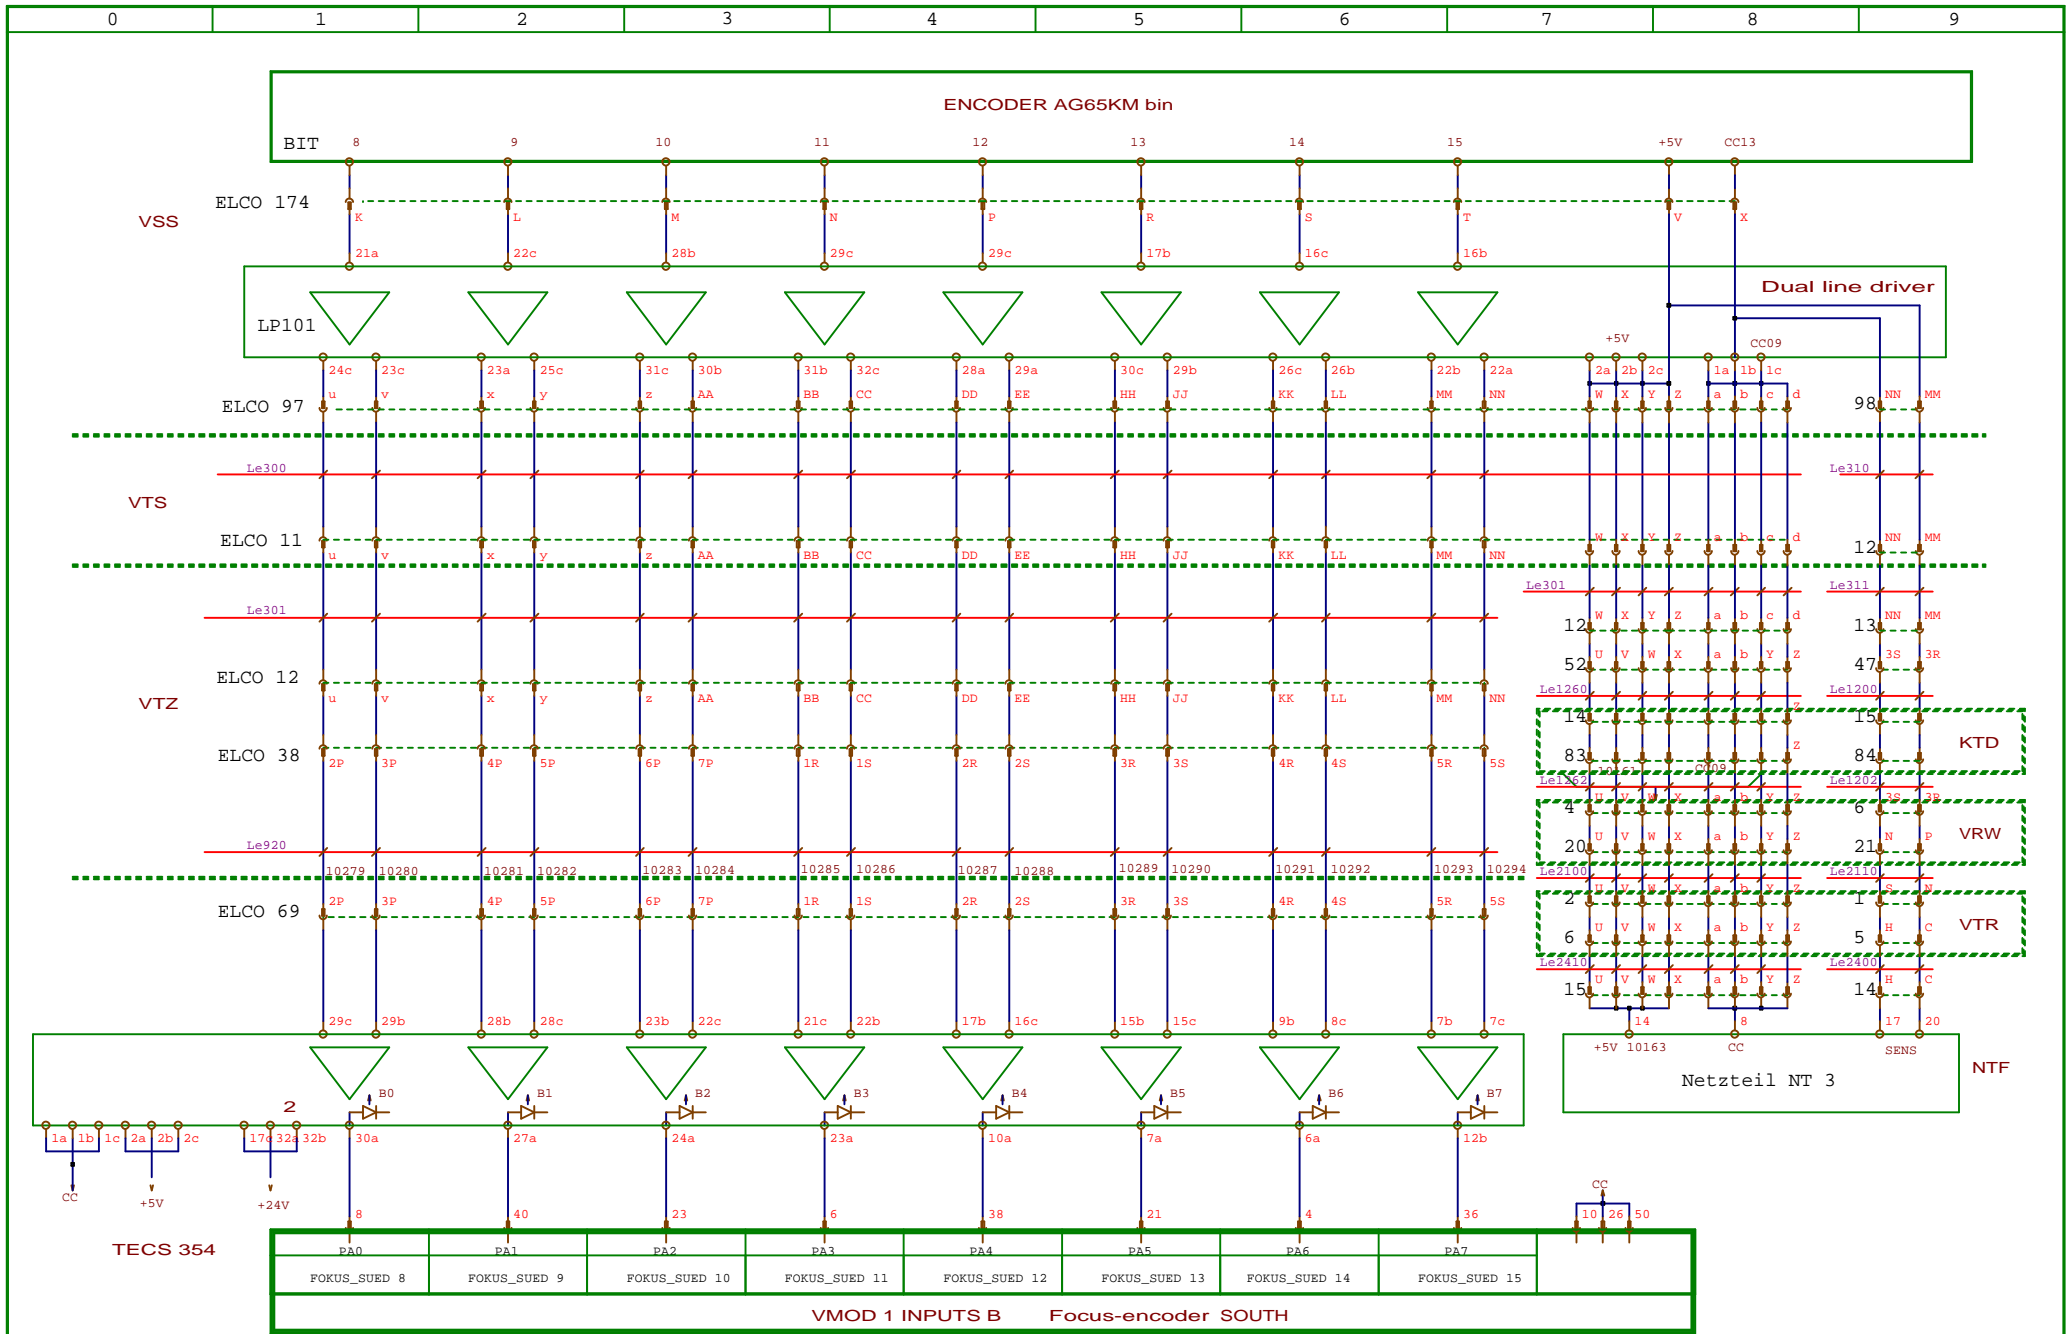 0 1 2 3 4 5 6 7 8 9
ENCODER AG65KM bin
BIT 8 9 10 11 12 13 14 15 +5V CC13
ELCO 174
VSS
K L M N P R S T V X
21a 22c 28b 29c 29c 17b 16c 16b
Dual line driver
LP101
+5V CC09
24c 23c 23a 25c 31c 30b 31b 32c 28a 29a 30c 29b 26c 26b 22b 22a 2a 2b 2c 1a 1b 1c
u v x y z AA BB CC DD EE HH JJ KK LL MM NN W X Y Z a b c d NN MM
ELCO 97 98
Le300 Le310
VTS
ELCO 11 W X Y Z a b c d 12 NN MM
u v x y z AA BB CC DD EE HH JJ KK LL MM NN
Le301 Le311
Le301
12 W X Y Z a b c d 13 NN MM
52 U V W X a b Y Z 47 3S 3R
ELCO 12
VTZ
u v x y z AA BB CC DD EE HH JJ KK LL MM NN
Le1260 Le1200
14 Z 15
KTD
ELCO 38 83 Z 84
2P 3P 4P 5P 6P 7P 1R 1S 2R 2S 3R 3S 4R 4S 5R 5S
10161 CC09
Le1262 Le1202
4 U V W X a b Y Z 6 3S 3R
VRW
20 U V W X a b Y Z 21 N P
Le920
10279 10280 10281 10282 10283 10284 10285 10286 10287 10288 10289 10290 10291 10292 10293 10294
Le2100 Le2110
2 U V W X a b Y Z 1 S N
ELCO 69
2P 3P 4P 5P 6P 7P 1R 1S 2R 2S 3R 3S 4R 4S 5R 5S
VTR
6 U V W X a b Y Z 5 H C
Le2410 Le2400
15 U V W X a b Y Z 14 H C
29c 29b 28b 28c 23b 22c 21c 22b 17b 16c 15b 15c 9b 8c 7b 7c 14 8 17 20
+5V 10163 CC SENS
NTF
Netzteil NT 3
B0 B1 B2 B3 B4 B5 B6 B7
2
1a 1b 1c 2a 2b 2c 17c 32a 32b 30a 27a 24a 23a 10a 7a 6a 12b
CC +5V +24V CC
8 40 23 6 38 21 4 36 10 26 50
TECS 354
PA0 PA1 PA2 PA3 PA4 PA5 PA6 PA7
FOKUS_SUED 8 FOKUS_SUED 9 FOKUS_SUED 10 FOKUS_SUED 11 FOKUS_SUED 12 FOKUS_SUED 13 FOKUS_SUED 14 FOKUS_SUED 15
VMOD 1 INPUTS B Focus-encoder SOUTH